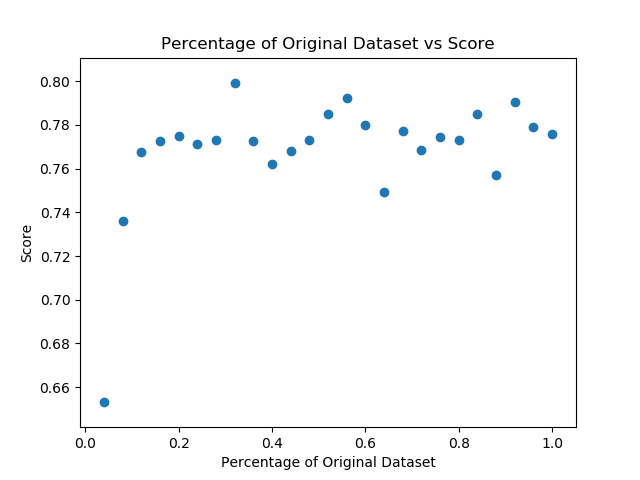 Percentage of Original Dataset vs Score
0.80
0.78
0.76
0.74
0.72
0.70
0.68
0.66
Score
0.0 0.2 0.4 0.6 0.8 1.0
Percentage of Original Dataset